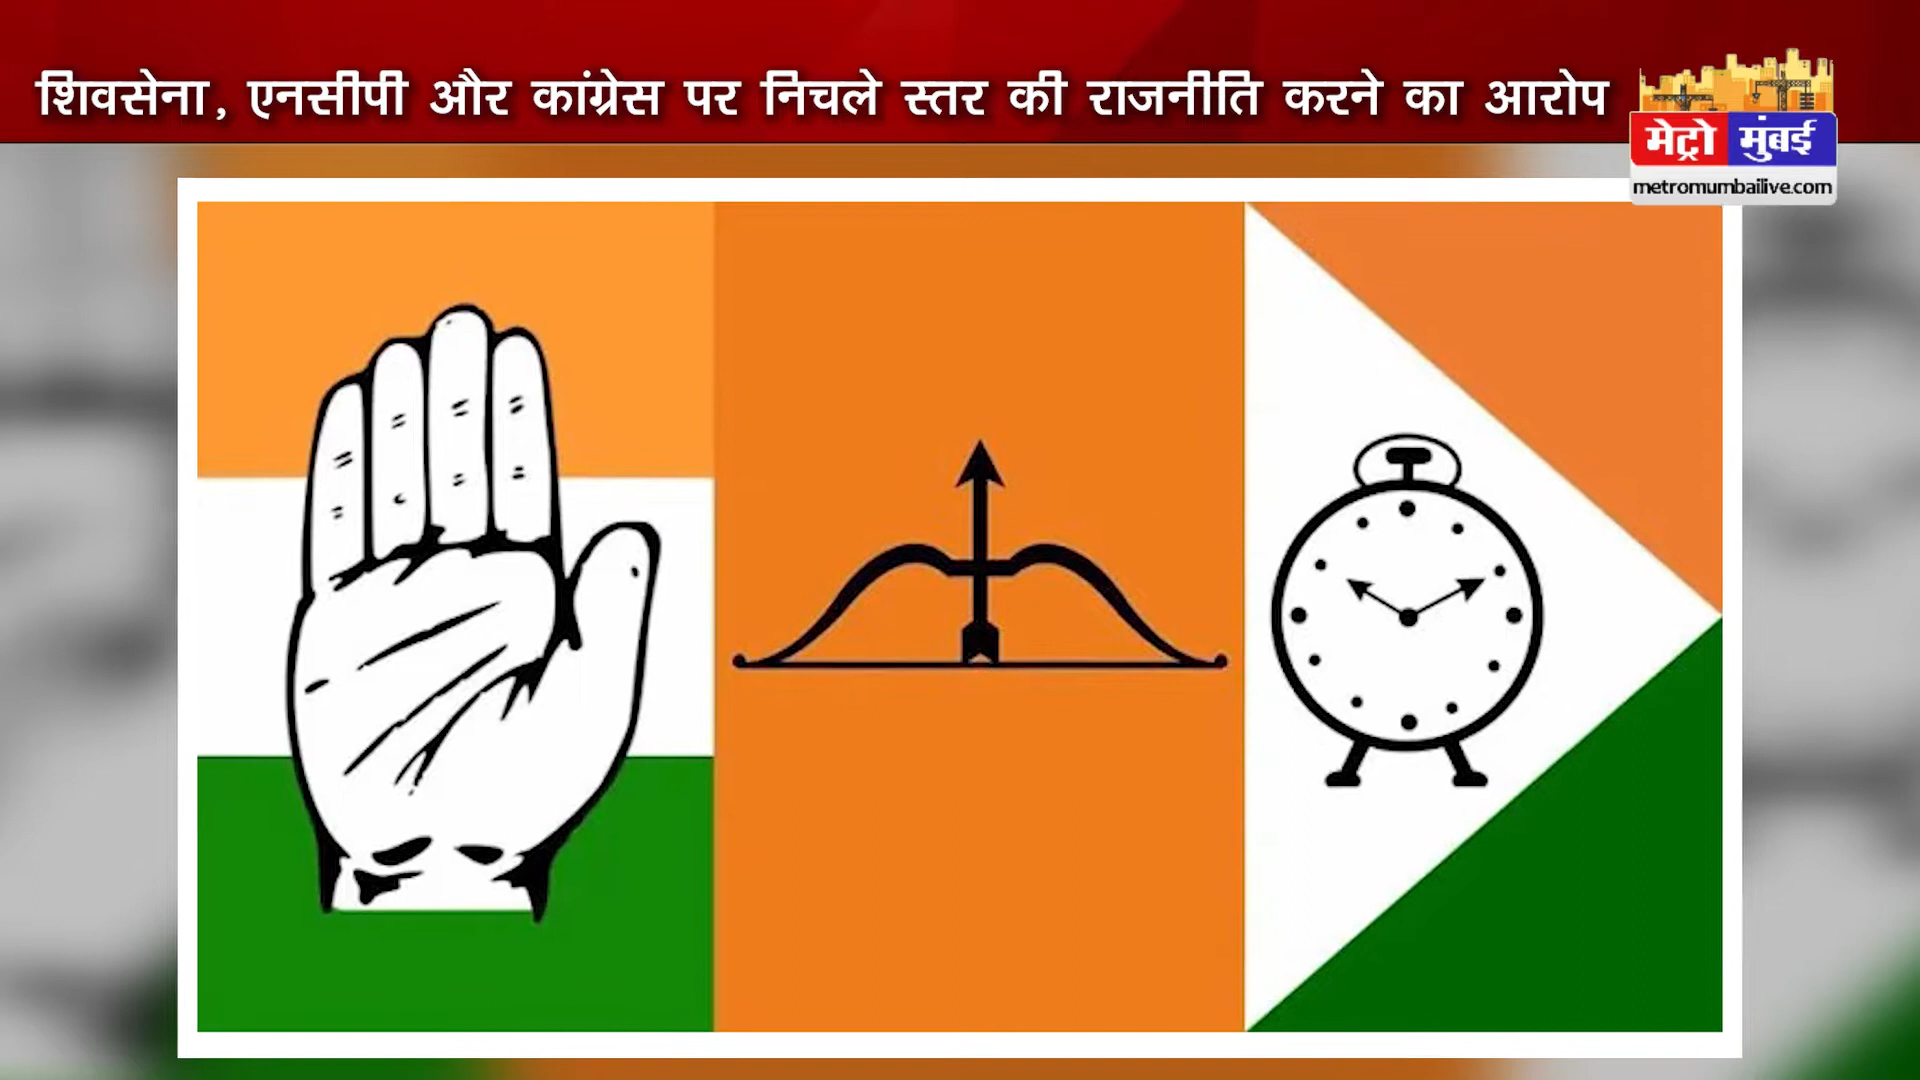 शिवसेना, एनसीपी और कांग्रेस पर निचले स्तर की राजनीति करने का आरोप
मेट्रो मुंबई
metromumbailive.com